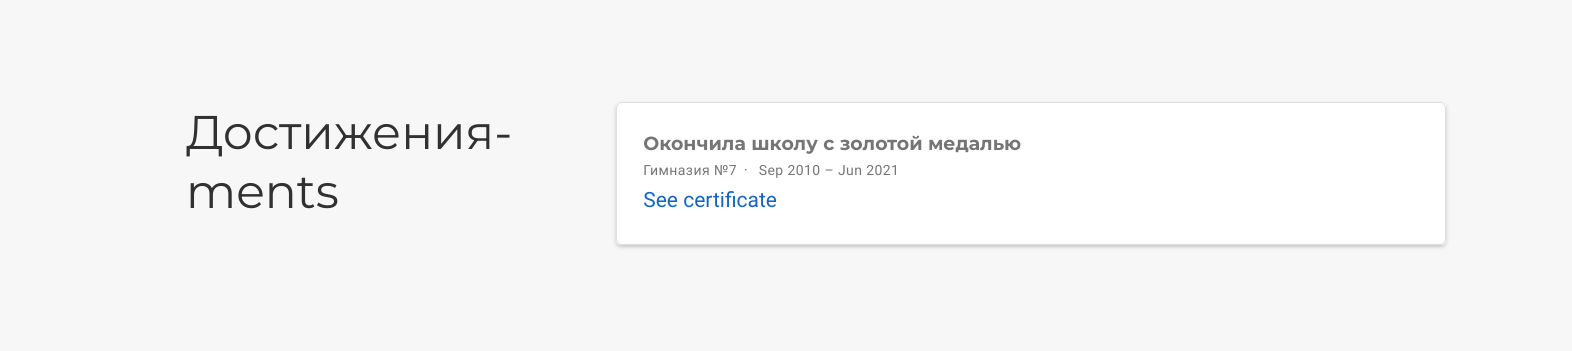 Достижения-
ments
Окончила школу с золотой медалью
Гимназия №7 · Sep 2010 – Jun 2021
See certificate